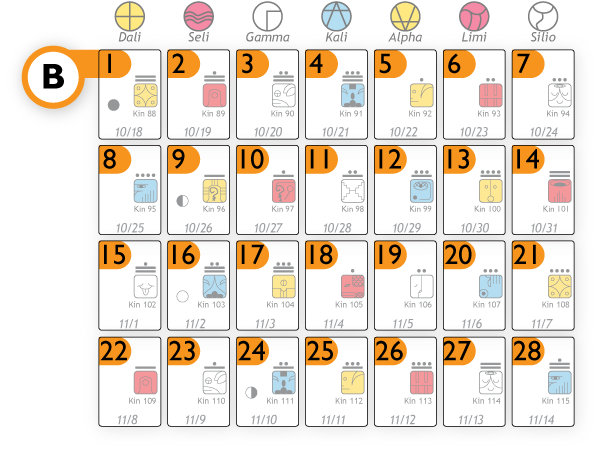 Dali Seli Gamma Kali Alpha Limi Silio
B
1 2 3 4 5 6 7
Kin 88 Kin 89 Kin 90 Kin 91 Kin 92 Kin 93 Kin 94
10/18 10/19 10/20 10/21 10/22 10/23 10/24
8 9 10 11 12 13 14
Kin 95 Kin 96 Kin 97 Kin 98 Kin 99 Kin 100 Kin 101
10/25 10/26 10/27 10/28 10/29 10/30 10/31
15 16 17 18 19 20 21
Kin 102 Kin 103 Kin 104 Kin 105 Kin 106 Kin 107 Kin 108
11/1 11/2 11/3 11/4 11/5 11/6 11/7
22 23 24 25 26 27 28
Kin 109 Kin 110 Kin 111 Kin 112 Kin 113 Kin 114 Kin 115
11/8 11/9 11/10 11/11 11/12 11/13 11/14